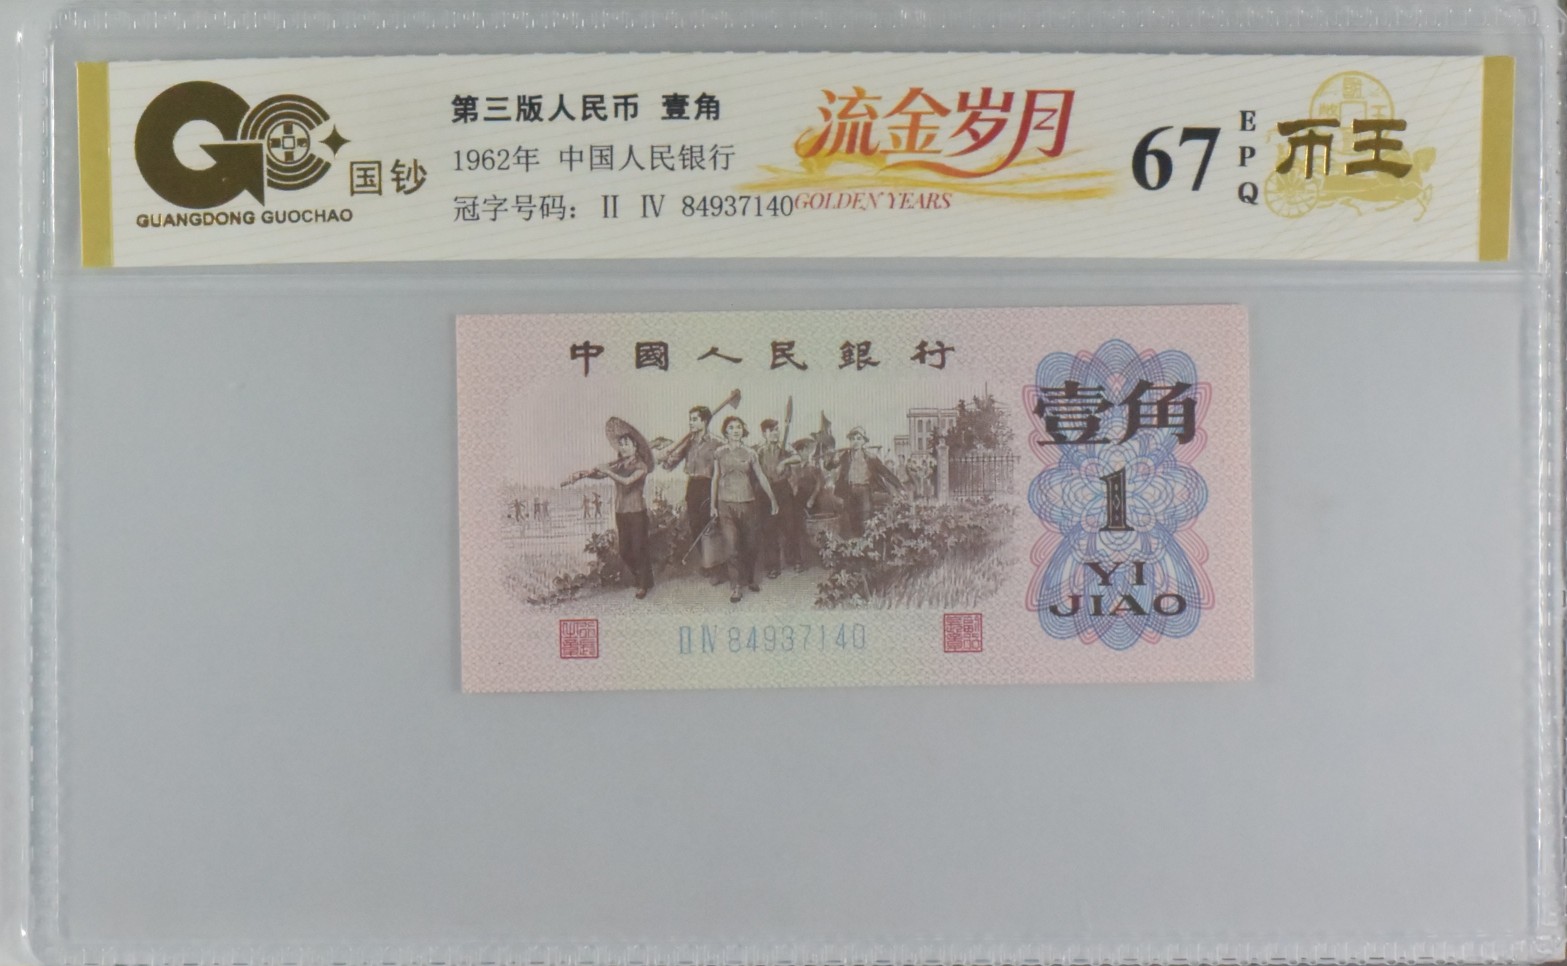 国钞
GUANGDONG GUOCHAO
第三版人民币 壹角
1962年 中国人民银行
冠字号码: II IV 84937140
流金岁月
GOLDEN YEARS
67
EPQ
币王
中國人民銀行
壹角
1
YI
JIAO
II IV 84937140